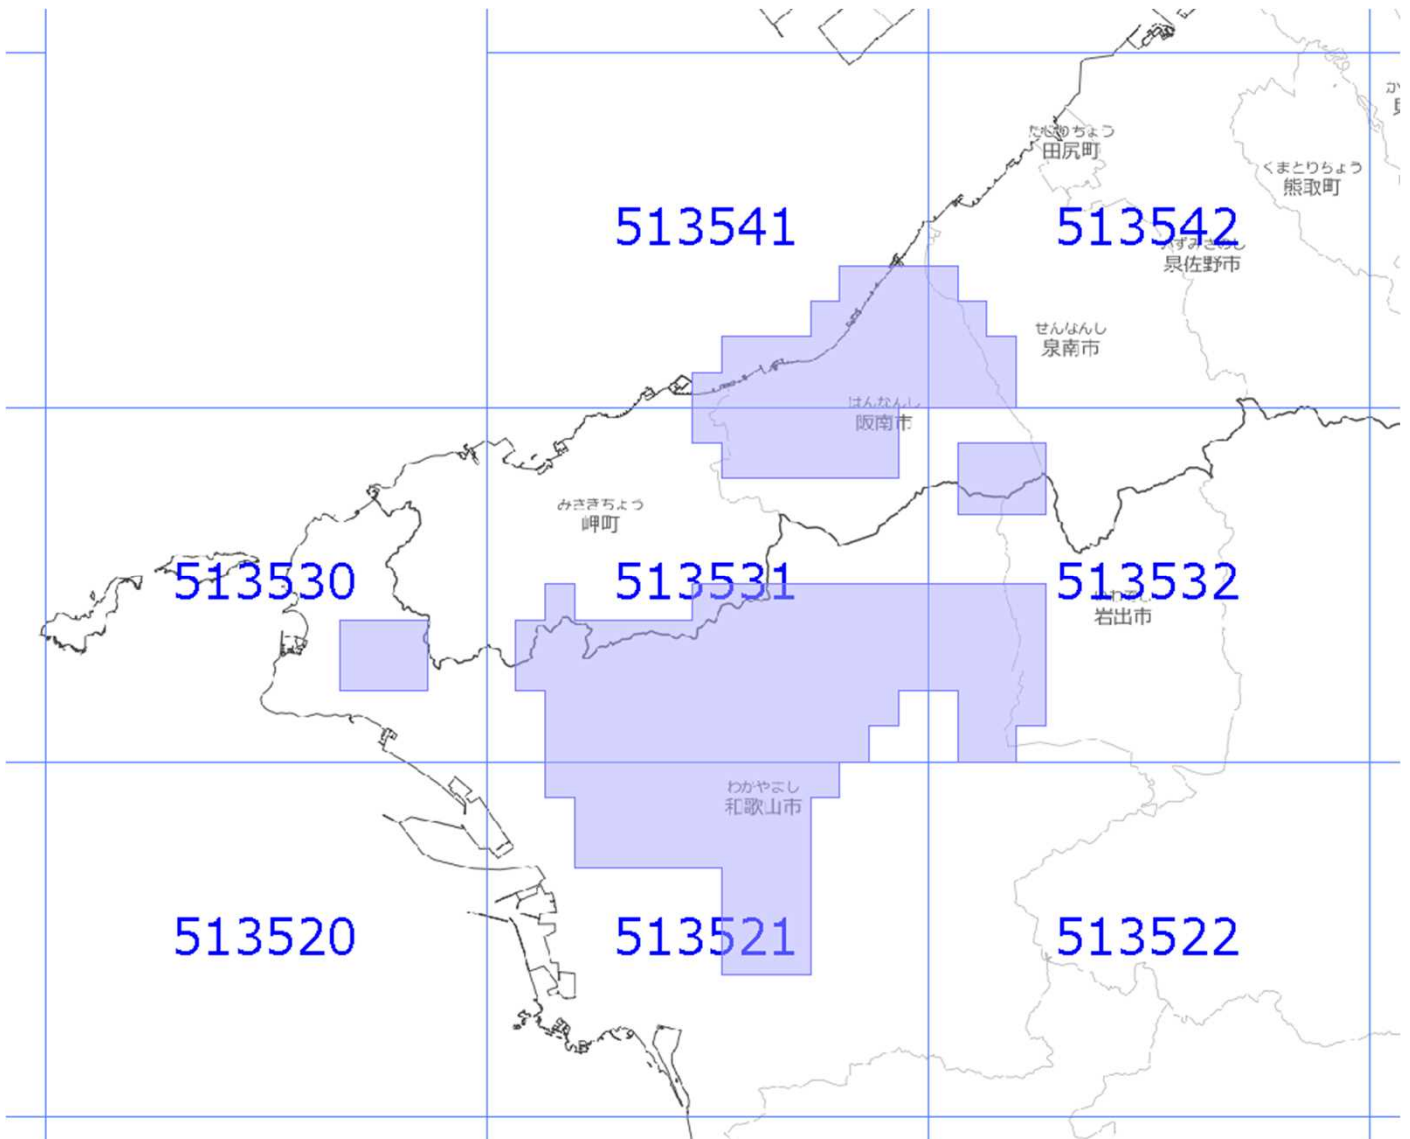 たじりちょう
田尻町
くまとりちょう
熊取町
513541
513542
泉佐野市
せんなんし
泉南市
はんなんし
阪南市
みさきちょう
岬町
513530
513531
513532
岩出市
わかやまし
和歌山市
513520
513521
513522